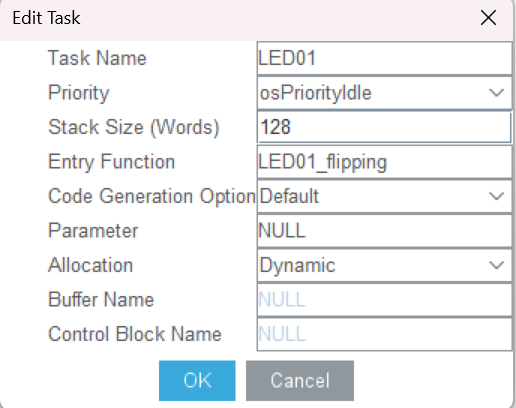 Edit Task
Task Name LED01
Priority osPriorityIdle
Stack Size (Words) 128
Entry Function LED01_flipping
Code Generation Option Default
Parameter NULL
Allocation Dynamic
Buffer Name NULL
Control Block Name NULL
OK Cancel